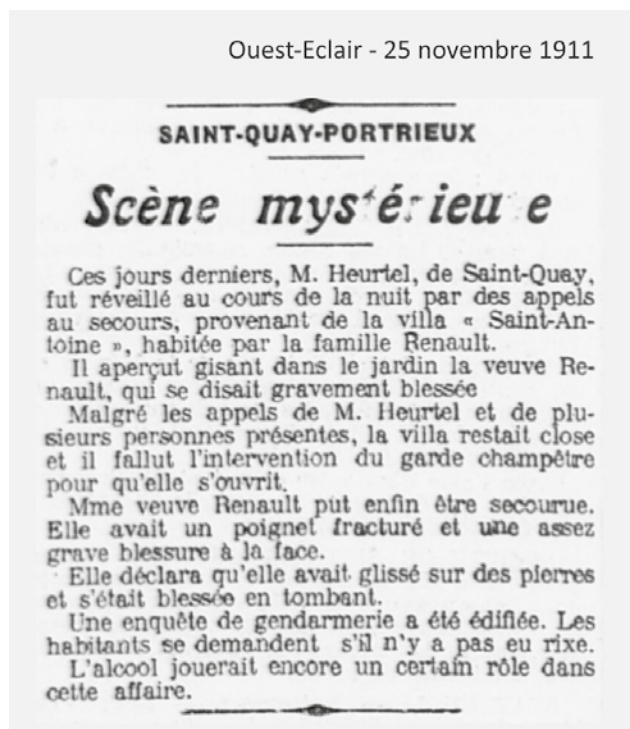 Ouest-Eclair - 25 novembre 1911
SAINT-QUAY-PORTRIEUX
Scène mystérieu e
Ces jours derniers, M. Heurtel, de Saint-Quay,
fut réveillé au cours de la nuit par des appels
au secours, provenant de la villa « Saint-An-
toine », habitée par la famille Renault.
Il aperçut gisant dans le jardin la veuve Re-
nault, qui se disait gravement blessée
Malgré les appels de M. Heurtel et de plu-
sieurs personnes présentes, la villa restait close
et il fallut l'intervention du garde champêtre
pour qu'elle s'ouvrit.
Mme veuve Renault put enfin être secourue.
Elle avait un poignet fracturé et une assez
grave blessure à la face.
Elle déclara qu'elle avait glissé sur des pierres
et s'était blessée en tombant.
Une enquête de gendarmerie a été édifiée. Les
habitants se demandent s'il n'y a pas eu rixe.
L'alcool jouerait encore un certain rôle dans
cette affaire.